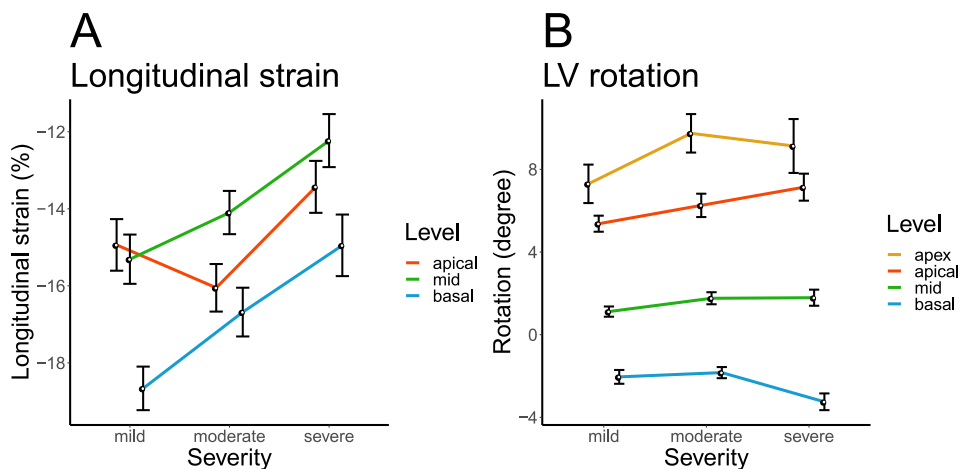 A
Longitudinal strain
Longitudinal strain (%)
−12
−14
−16
−18
mild
moderate
severe
Severity
Level
apical
mid
basal
B
LV rotation
Rotation (degree)
8
4
0
−4
mild
moderate
severe
Severity
Level
apex
apical
mid
basal